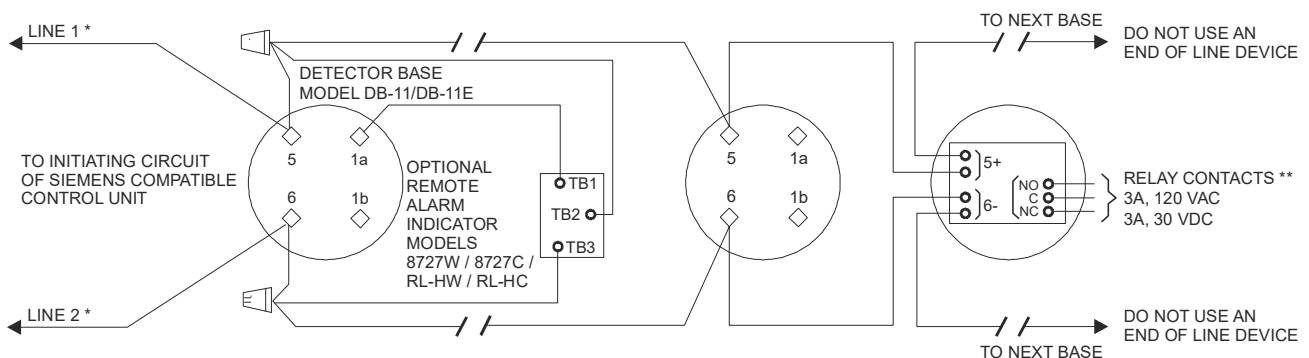 LINE 1 *
TO NEXT BASE
DO NOT USE AN
END OF LINE DEVICE
DETECTOR BASE
MODEL DB-11/DB-11E
TO INITIATING CIRCUIT
OF SIEMENS COMPATIBLE
CONTROL UNIT
5
1a
6
1b
OPTIONAL
REMOTE
ALARM
INDICATOR
MODELS
8727W / 8727C /
RL-HW / RL-HC
TB1
TB2
TB3
5
1a
6
1b
5+
6-
NO
C
NC
RELAY CONTACTS **
3A, 120 VAC
3A, 30 VDC
LINE 2 *
DO NOT USE AN
END OF LINE DEVICE
TO NEXT BASE